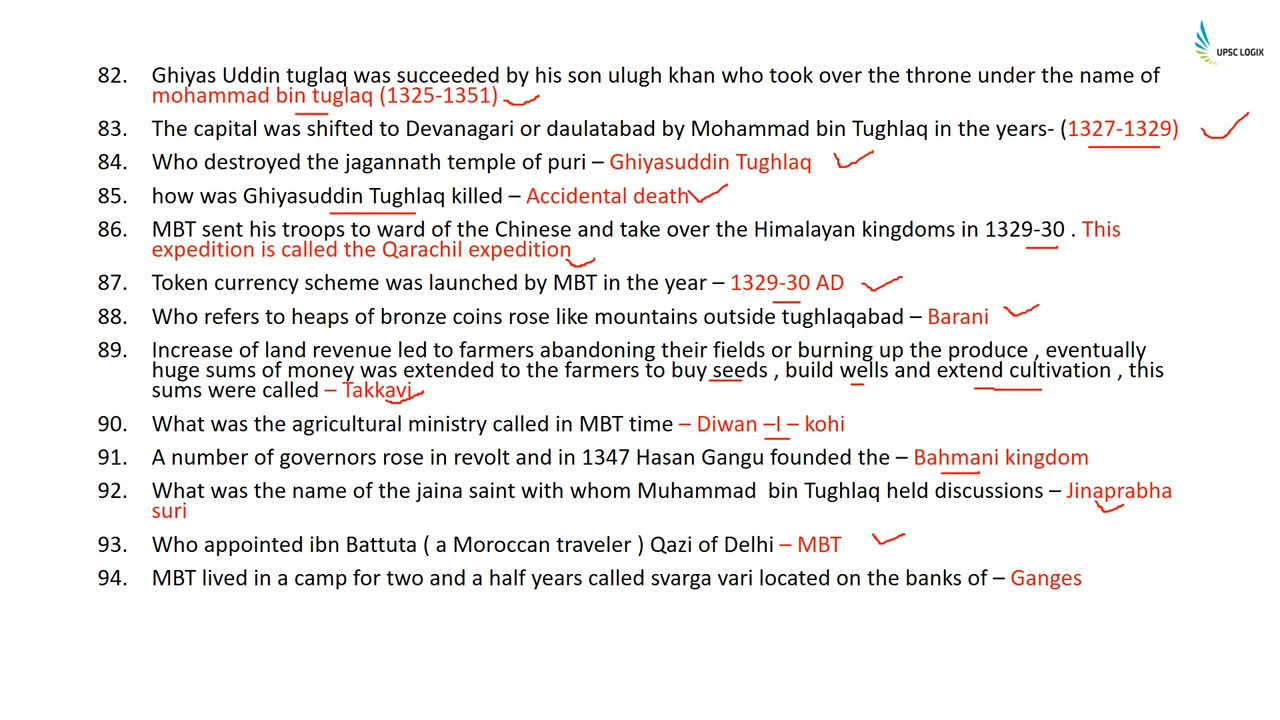 UPSC LOGIX
82. Ghiyas Uddin tuglaq was succeeded by his son ulugh khan who took over the throne under the name of
mohammad bin tuglaq (1325-1351)
83. The capital was shifted to Devanagari or daulatabad by Mohammad bin Tughlaq in the years- (1327-1329)
84. Who destroyed the jagannath temple of puri – Ghiyasuddin Tughlaq
85. how was Ghiyasuddin Tughlaq killed – Accidental death
86. MBT sent his troops to ward of the Chinese and take over the Himalayan kingdoms in 1329-30 . This
expedition is called the Qarachil expedition
87. Token currency scheme was launched by MBT in the year – 1329-30 AD
88. Who refers to heaps of bronze coins rose like mountains outside tughlaqabad – Barani
89. Increase of land revenue led to farmers abandoning their fields or burning up the produce , eventually
huge sums of money was extended to the farmers to buy seeds , build wells and extend cultivation , this
sums were called – Takkavi
90. What was the agricultural ministry called in MBT time – Diwan –I – kohi
91. A number of governors rose in revolt and in 1347 Hasan Gangu founded the – Bahmani kingdom
92. What was the name of the jaina saint with whom Muhammad bin Tughlaq held discussions – Jinaprabha
suri
93. Who appointed ibn Battuta ( a Moroccan traveler ) Qazi of Delhi – MBT
94. MBT lived in a camp for two and a half years called svarga vari located on the banks of – Ganges